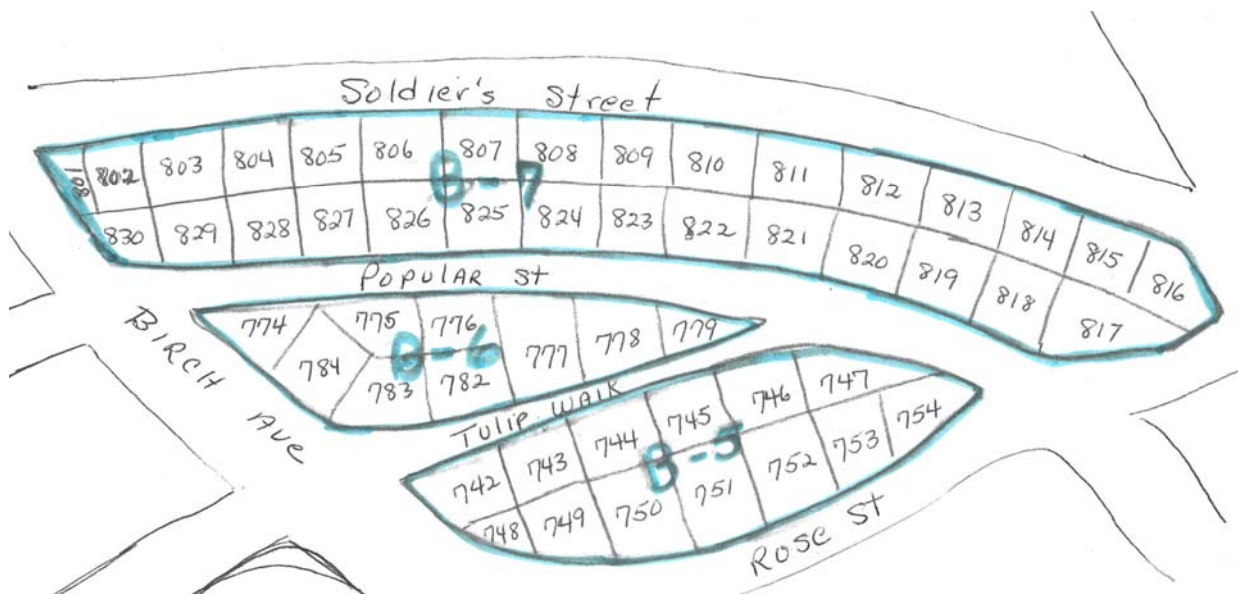 Soldier's Street
801 802 803 804 805 806 807 808 809 810 811 812 813 814 815 816
B-7
830 829 828 827 826 825 824 823 822 821 820 819 818 817
POPULAR ST
774 775 776 777 778 779
B-6
784 783 782
BIRCH AVE
TULIP WALK
742 743 744 745 746 747
B-5
748 749 750 751 752 753 754
ROSE ST